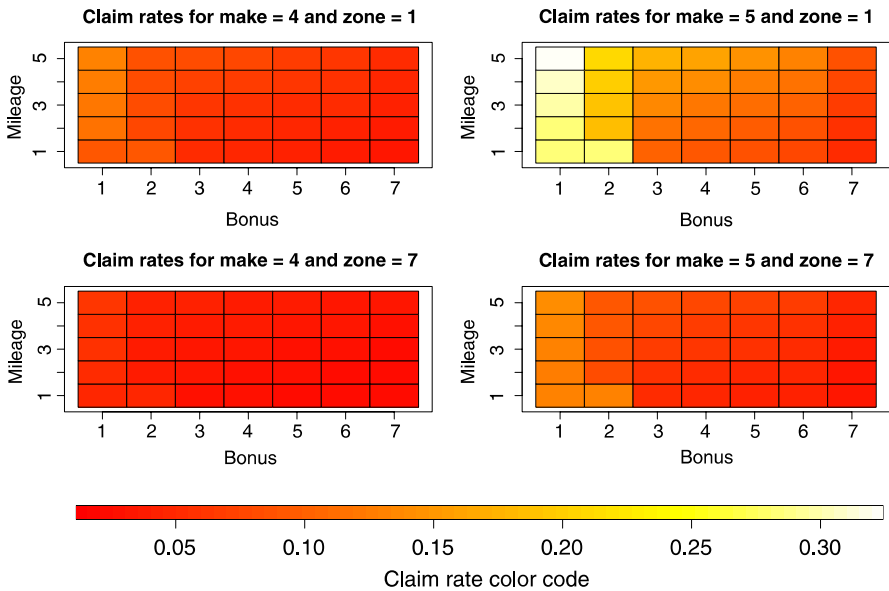 Claim rates for make = 4 and zone = 1
Mileage
5
3
1
1 2 3 4 5 6 7
Bonus
Claim rates for make = 5 and zone = 1
Mileage
5
3
1
1 2 3 4 5 6 7
Bonus
Claim rates for make = 4 and zone = 7
Mileage
5
3
1
1 2 3 4 5 6 7
Bonus
Claim rates for make = 5 and zone = 7
Mileage
5
3
1
1 2 3 4 5 6 7
Bonus
0.05 0.10 0.15 0.20 0.25 0.30
Claim rate color code